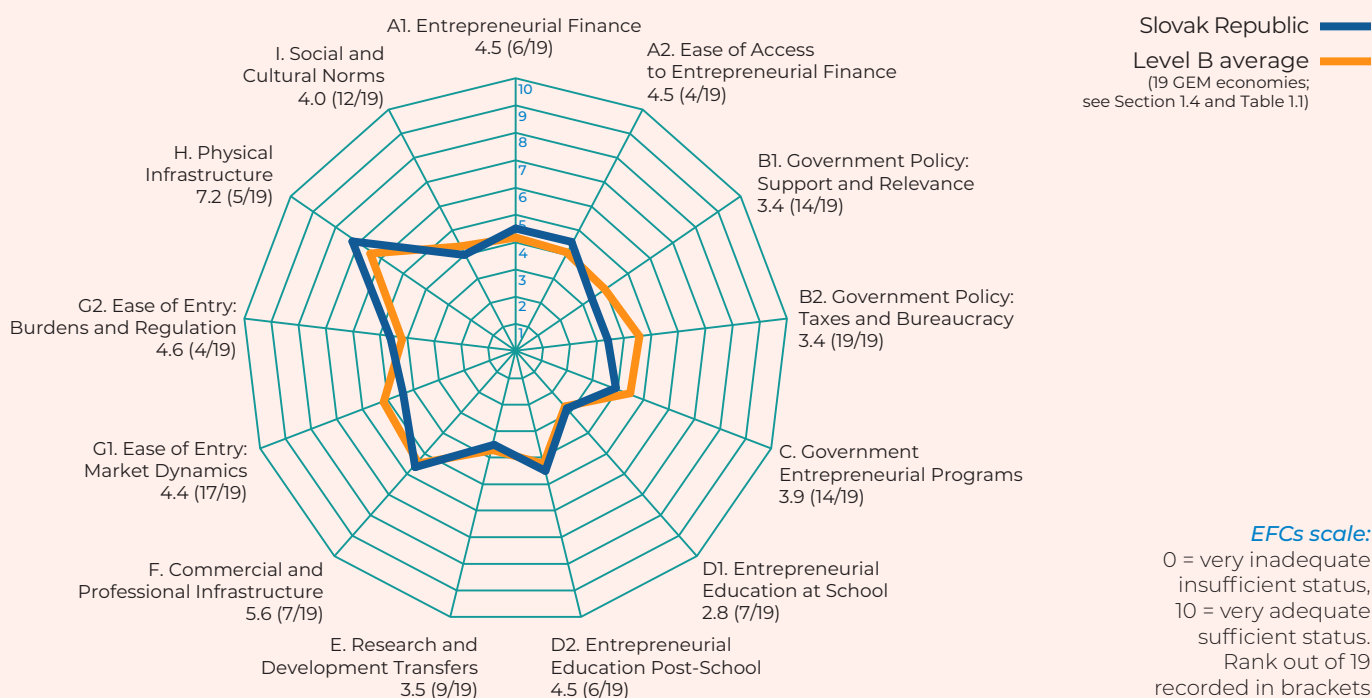 A1. Entrepreneurial Finance
4.5 (6/19)
A2. Ease of Access
to Entrepreneurial Finance
4.5 (4/19)
B1. Government Policy:
Support and Relevance
3.4 (14/19)
B2. Government Policy:
Taxes and Bureaucracy
3.4 (19/19)
C. Government
Entrepreneurial Programs
3.9 (14/19)
D1. Entrepreneurial
Education at School
2.8 (7/19)
D2. Entrepreneurial
Education Post-School
4.5 (6/19)
E. Research and
Development Transfers
3.5 (9/19)
F. Commercial and
Professional Infrastructure
5.6 (7/19)
G1. Ease of Entry:
Market Dynamics
4.4 (17/19)
G2. Ease of Entry:
Burdens and Regulation
4.6 (4/19)
H. Physical
Infrastructure
7.2 (5/19)
I. Social and
Cultural Norms
4.0 (12/19)
10
9
8
7
6
5
4
3
2
1
Slovak Republic
Level B average
(19 GEM economies;
see Section 1.4 and Table 1.1)
EFCs scale:
0 = very inadequate
insufficient status,
10 = very adequate
sufficient status.
Rank out of 19
recorded in brackets